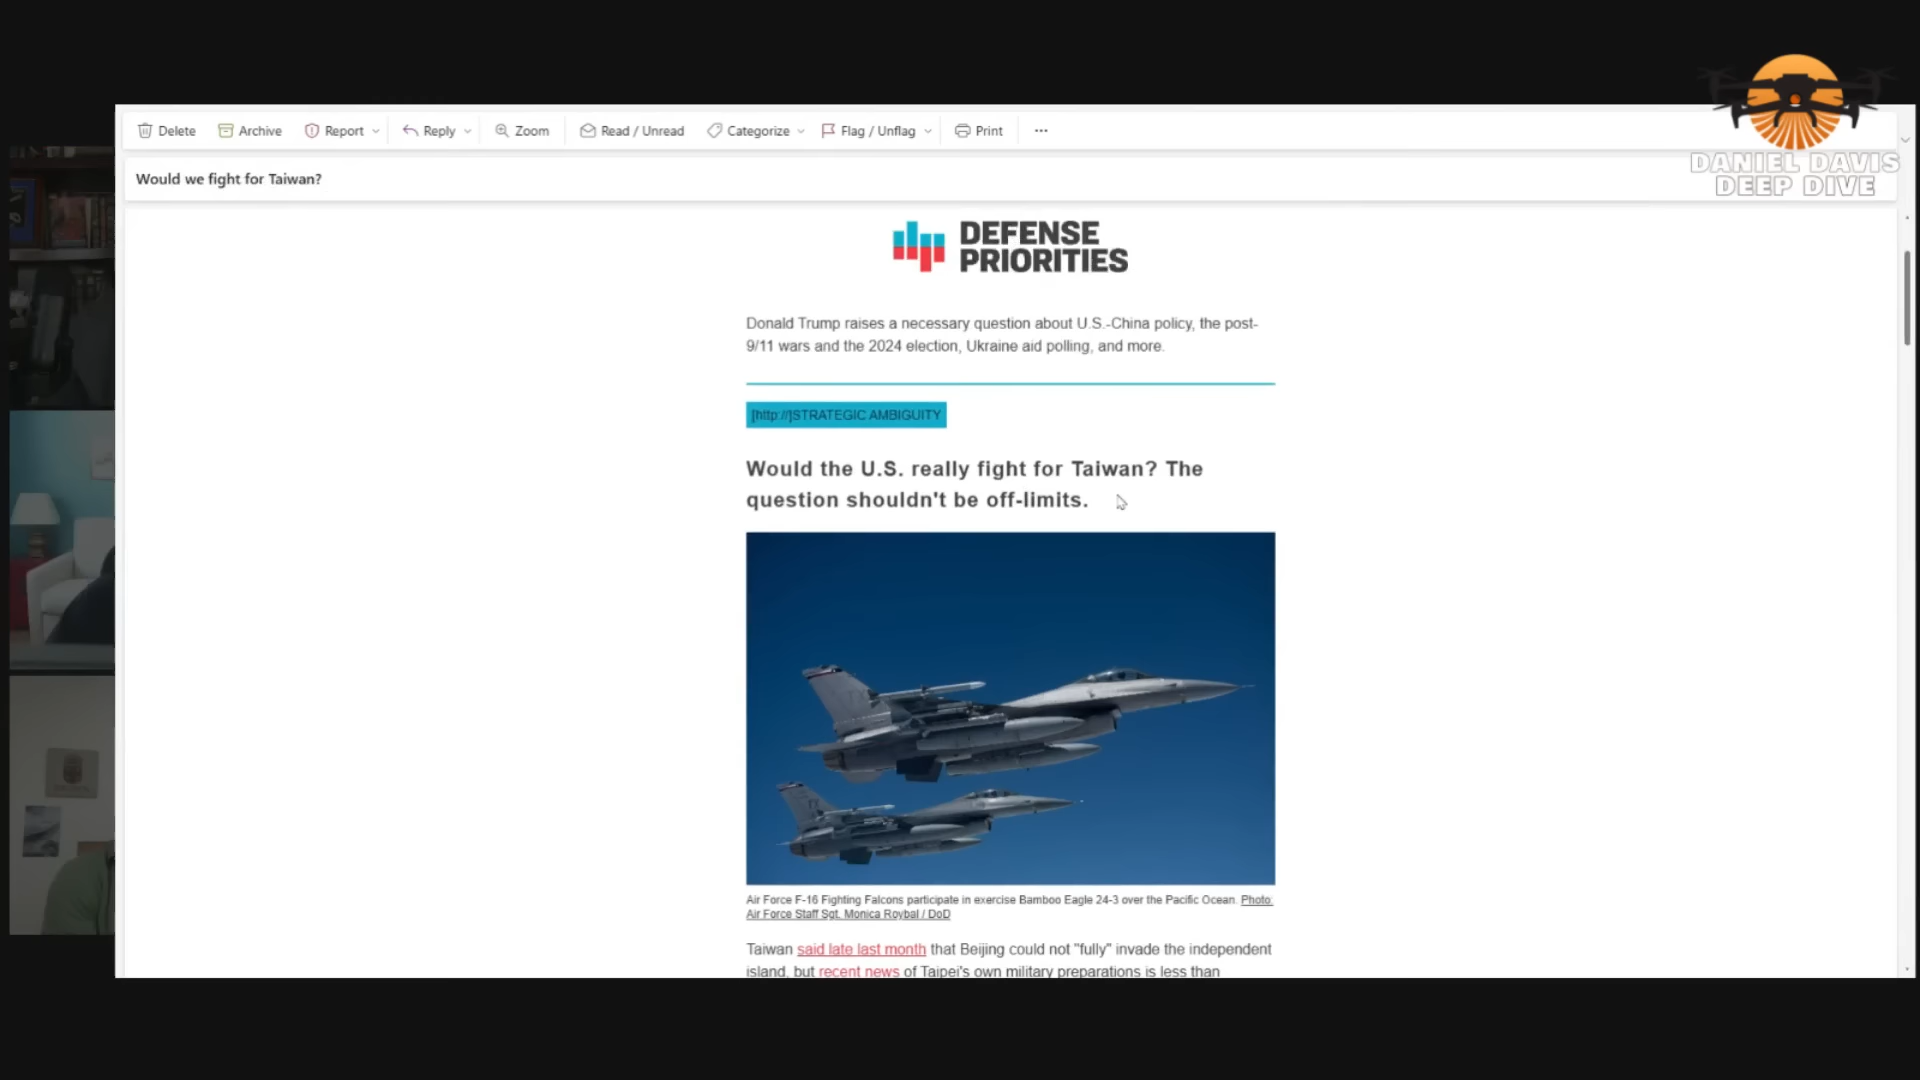 Delete Archive Report Reply Zoom Read / Unread Categorize Flag / Unflag Print ...
DANIEL DAVIS
DEEP DIVE
Would we fight for Taiwan?
DEFENSE
PRIORITIES
Donald Trump raises a necessary question about U.S.-China policy, the post-
9/11 wars and the 2024 election, Ukraine aid polling, and more.
[http://]STRATEGIC AMBIGUITY
Would the U.S. really fight for Taiwan? The
question shouldn't be off-limits.
Air Force F-16 Fighting Falcons participate in exercise Bamboo Eagle 24-3 over the Pacific Ocean. Photo:
Air Force Staff Sgt. Monica Roybal / DoD
Taiwan said late last month that Beijing could not "fully" invade the independent
island, but recent news of Taipei's own military preparations is less than